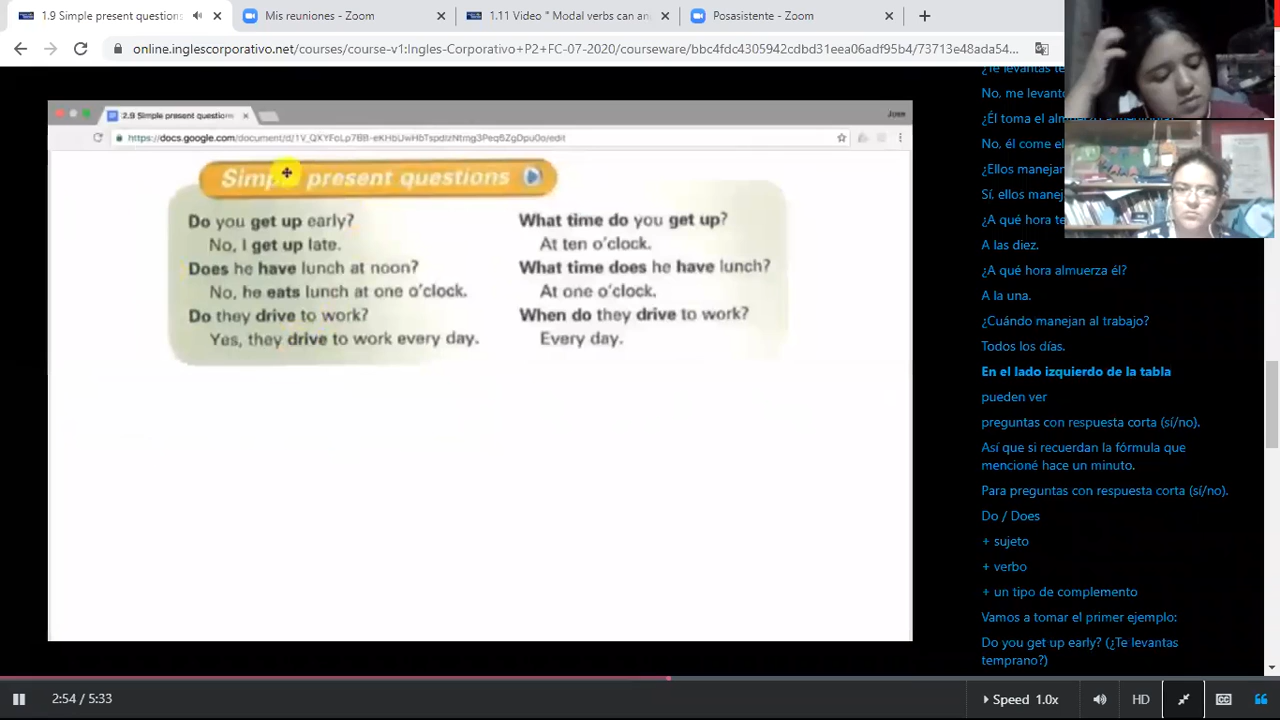 1.9 Simple present questions
Mis reuniones - Zoom
1.11 Video " Modal verbs can an
Posasistente - Zoom
online.inglescorporativo.net/courses/course-v1:Ingles-Corporativo+P2+FC-07-2020/courseware/bbc4fdc4305942cdbd31eea06adf95b4/73713e48ada54...
2.9 Simple present questions
https://docs.google.com/document/d/
Simple present questions
Do you get up early?
No, I get up late.
Does he have lunch at noon?
No, he eats lunch at one o'clock.
Do they drive to work?
Yes, they drive to work every day.
What time do you get up?
At ten o'clock.
What time does he have lunch?
At one o'clock.
When do they drive to work?
Every day.
¿Te levantas
No, me levanto
¿Él toma el
No, él come el
¿Ellos manejan
Sí, ellos manej
¿A qué hora te
A las diez.
¿A qué hora almuerza él?
A la una.
¿Cuándo manejan al trabajo?
Todos los días.
En el lado izquierdo de la tabla
pueden ver
preguntas con respuesta corta (sí/no).
Así que si recuerdan la fórmula que
mencioné hace un minuto.
Para preguntas con respuesta corta (sí/no).
Do / Does
+ sujeto
+ verbo
+ un tipo de complemento
Vamos a tomar el primer ejemplo:
Do you get up early? (¿Te levantas
temprano?)
2:54 / 5:33
Speed 1.0x
HD